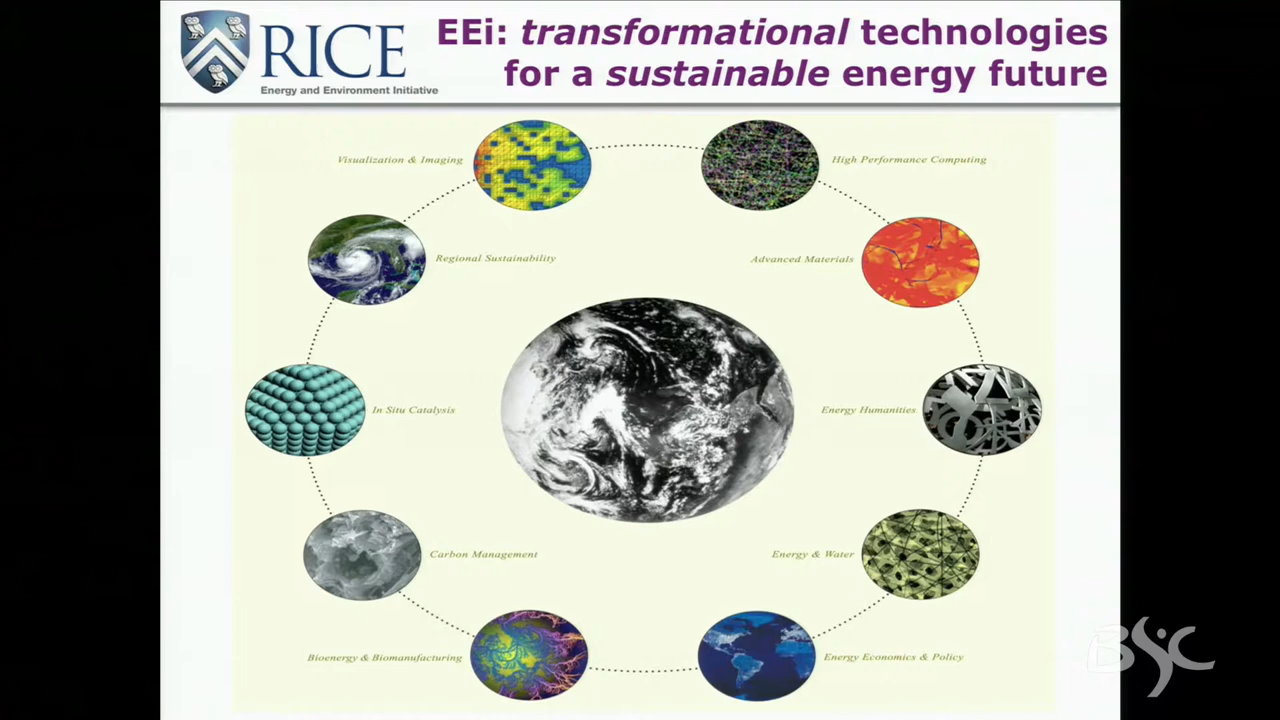 RICE
Energy and Environment Initiative
EEi: transformational technologies
for a sustainable energy future
Visualization & Imaging
High Performance Computing
Regional Sustainability
Advanced Materials
In Situ Catalysis
Energy Humanities
Carbon Management
Energy & Water
Bioenergy & Biomanufacturing
Energy Economics & Policy
BSC